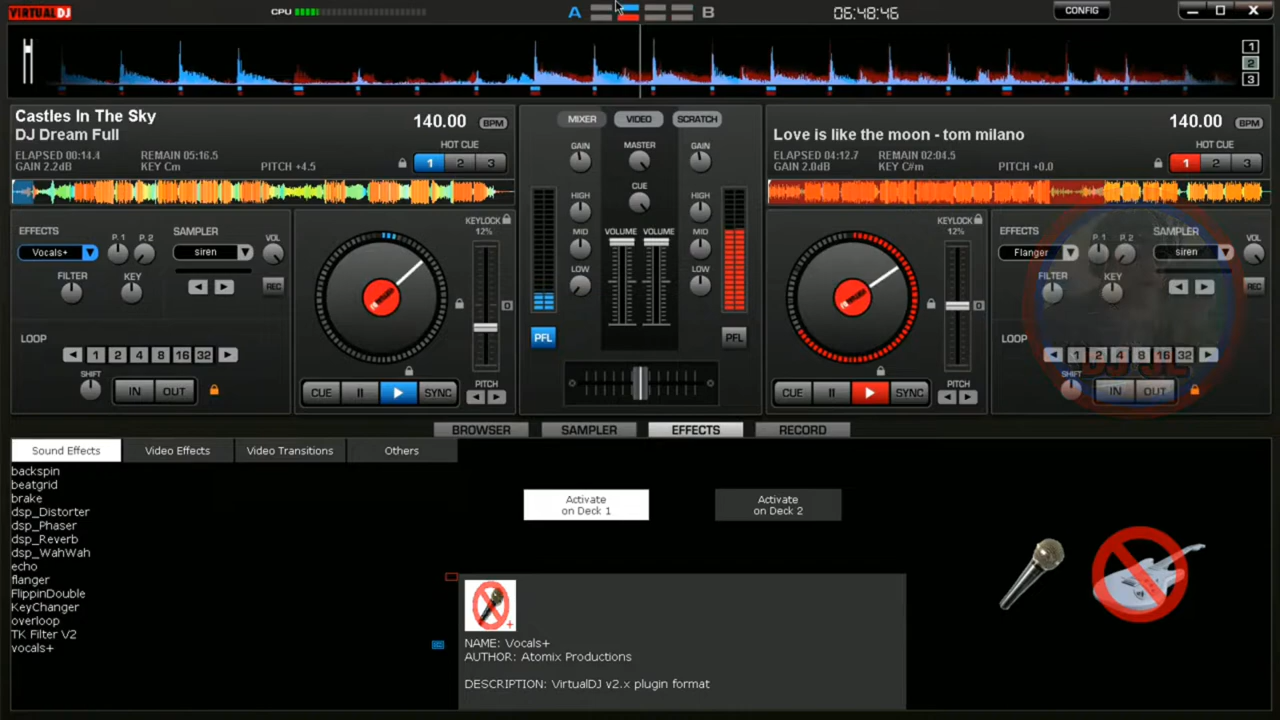 VIRTUAL DJ
CPU
A
B
06:48:46
CONFIG
1
2
3
Castles In The Sky
DJ Dream Full
140.00 BPM
ELAPSED 00:14.4 REMAIN 05:16.5
GAIN 2.2dB KEY Cm PITCH +4.5
HOT CUE
1 2 3
MIXER VIDEO SCRATCH
GAIN MASTER GAIN
CUE
HIGH HIGH
MID VOLUME VOLUME MID
LOW LOW
PFL PFL
Love is like the moon - tom milano
140.00 BPM
ELAPSED 04:12.7 REMAIN 02:04.5
GAIN 2.0dB KEY C#m PITCH +0.0
HOT CUE
1 2 3
EFFECTS SAMPLER
P.1 P.2 VOL
Vocals+ siren
FILTER KEY REC
LOOP
1 2 4 8 16 32
SHIFT
IN OUT
KEYLOCK
12%
0
CUE SYNC PITCH
KEYLOCK
12%
0
CUE SYNC PITCH
EFFECTS SAMPLER
P.1 P.2 VOL
Flanger siren
FILTER KEY REC
LOOP
1 2 4 8 16 32
SHIFT
IN OUT
BROWSER SAMPLER EFFECTS RECORD
Sound Effects Video Effects Video Transitions Others
backspin
beatgrid
brake
dsp_Distorter
dsp_Phaser
dsp_Reverb
dsp_WahWah
echo
flanger
FlippinDouble
KeyChanger
overloop
TK Filter V2
vocals+
Activate
on Deck 1
Activate
on Deck 2
NAME: Vocals+
AUTHOR: Atomix Productions
DESCRIPTION: VirtualDJ v2.x plugin format